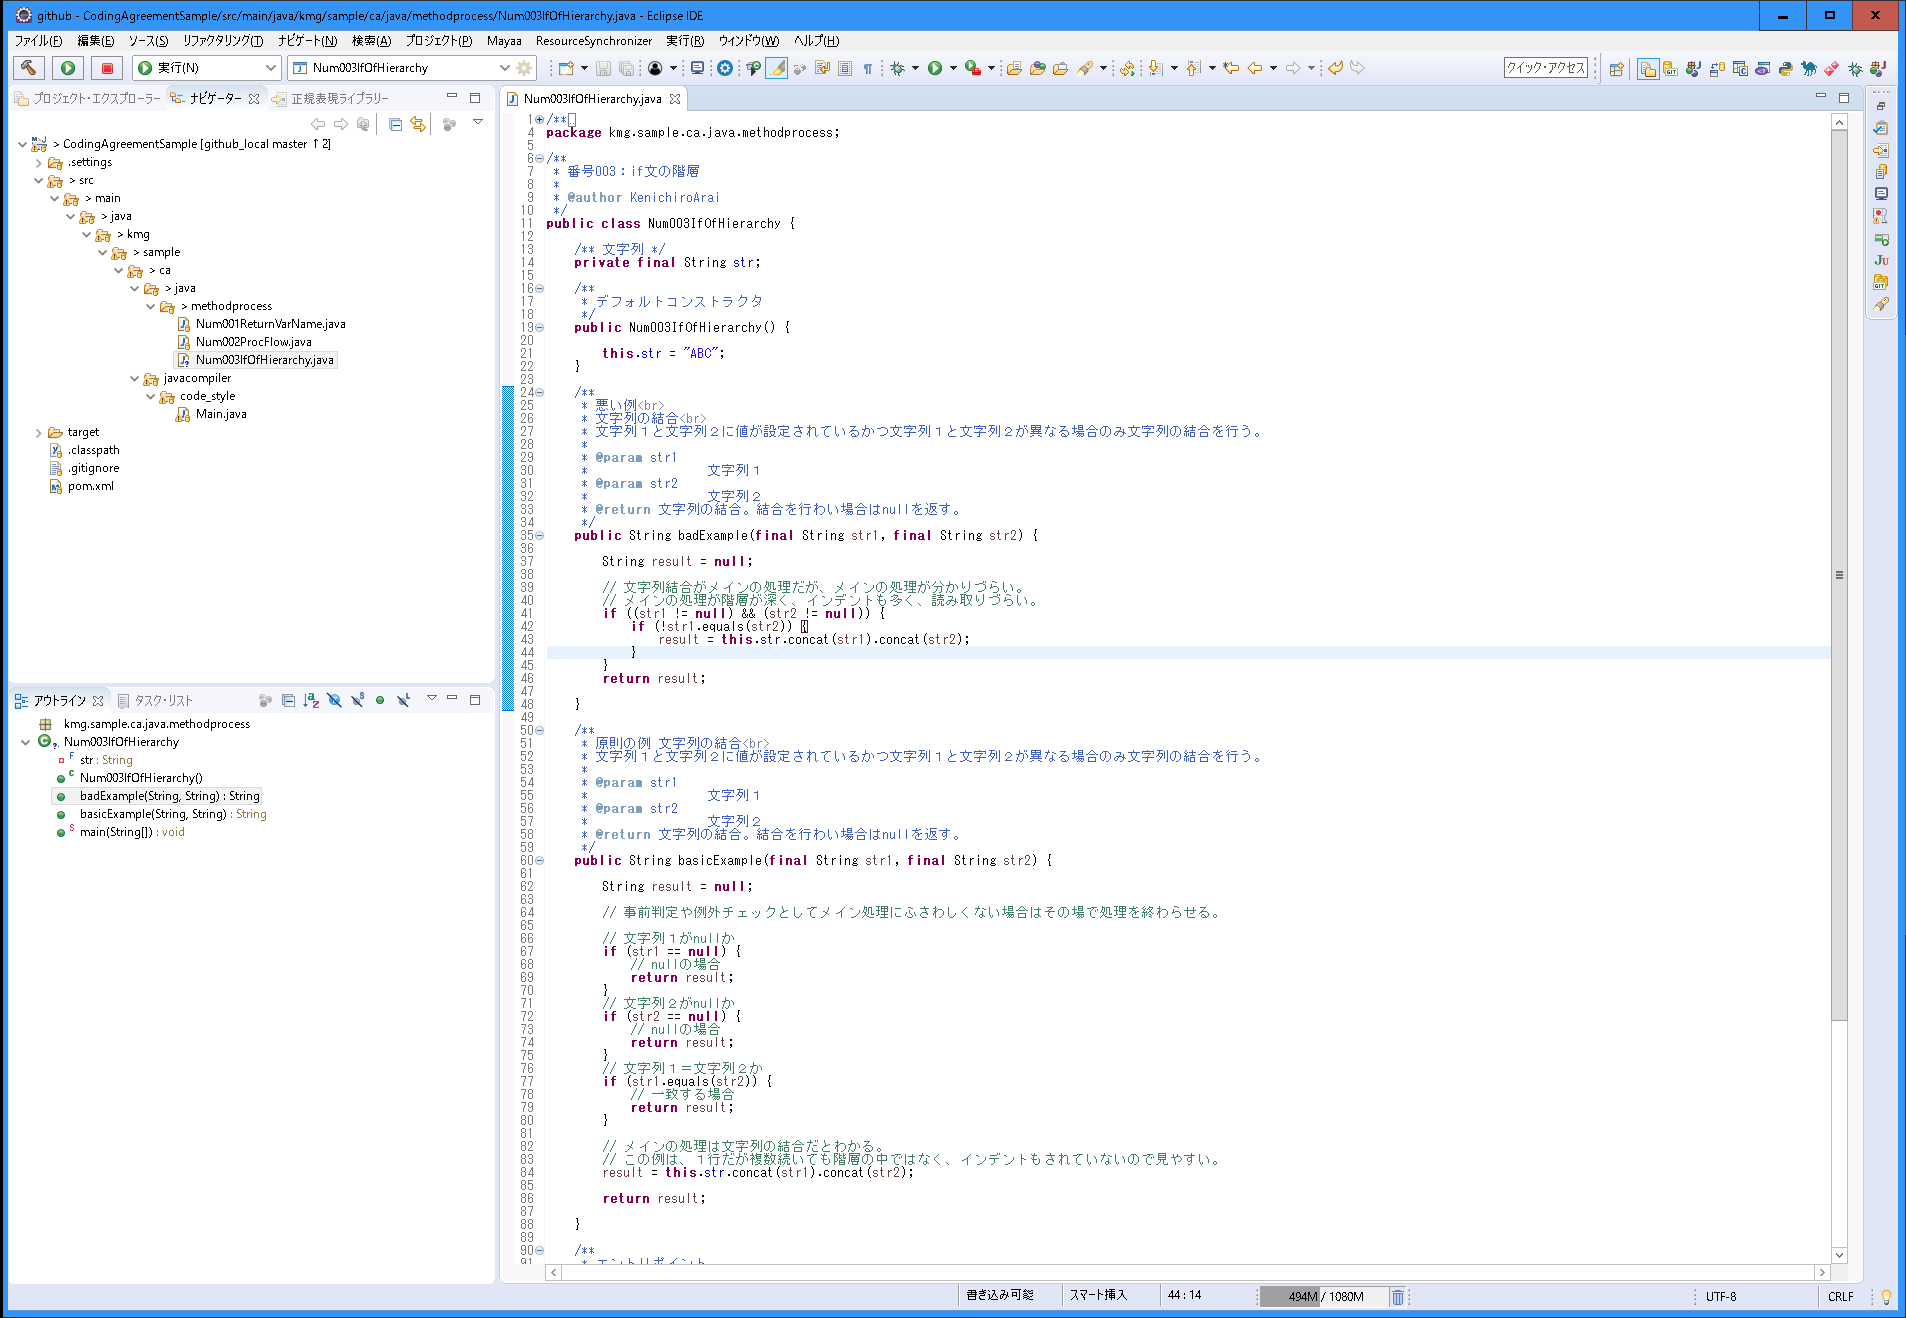 github - CodingAgreementSample/src/main/java/kmg/sample/ca/java/methodprocess/Num003IfOfHierarchy.java - Eclipse IDE
ファイル(F) 編集(E) ソース(S) リファクタリング(T) ナビゲート(N) 検索(A) プロジェクト(P) Mayaa ResourceSynchronizer 実行(R) ウィンドウ(W) ヘルプ(H)
実行(N) Num003IfOfHierarchy クイック・アクセス
プロジェクト・エクスプローラー ナビゲーター 正規表現ライブラリー
> CodingAgreementSample [github_local master ↑2]
.settings
> src
> main
> java
> kmg
> sample
> ca
> java
> methodprocess
Num001ReturnVarName.java
Num002ProcFlow.java
Num003IfOfHierarchy.java
javacompiler
code_style
Main.java
target
.classpath
.gitignore
pom.xml
アウトライン タスク・リスト
kmg.sample.ca.java.methodprocess
Num003IfOfHierarchy
str : String
Num003IfOfHierarchy()
badExample(String, String) : String
basicExample(String, String) : String
main(String[]) : void
Num003IfOfHierarchy.java
1 /**
4 package kmg.sample.ca.java.methodprocess;
5
6 /**
7  * 番号003：if文の階層
8  *
9  * @author KenichiroArai
10  */
11 public class Num003IfOfHierarchy {
12
13     /** 文字列 */
14     private final String str;
15
16     /**
17      * デフォルトコンストラクタ
18      */
19     public Num003IfOfHierarchy() {
20
21         this.str = "ABC";
22     }
23
24     /**
25      * 悪い例<br>
26      * 文字列の結合<br>
27      * 文字列１と文字列２に値が設定されているかつ文字列１と文字列２が異なる場合のみ文字列の結合を行う。
28      *
29      * @param str1
30      *            文字列１
31      * @param str2
32      *            文字列２
33      * @return 文字列の結合。結合を行わい場合はnullを返す。
34      */
35     public String badExample(final String str1, final String str2) {
36
37         String result = null;
38
39         // 文字列結合がメインの処理だが、メインの処理が分かりづらい。
40         // メインの処理が階層が深く、インデントも多く、読み取りづらい。
41         if ((str1 != null) && (str2 != null)) {
42             if (!str1.equals(str2)) {
43                 result = this.str.concat(str1).concat(str2);
44             }
45         }
46         return result;
47
48     }
49
50     /**
51      * 原則の例 文字列の結合<br>
52      * 文字列１と文字列２に値が設定されているかつ文字列１と文字列２が異なる場合のみ文字列の結合を行う。
53      *
54      * @param str1
55      *            文字列１
56      * @param str2
57      *            文字列２
58      * @return 文字列の結合。結合を行わい場合はnullを返す。
59      */
60     public String basicExample(final String str1, final String str2) {
61
62         String result = null;
63
64         // 事前判定や例外チェックとしてメイン処理にふさわしくない場合はその場で処理を終わらせる。
65
66         // 文字列１がnullか
67         if (str1 == null) {
68             // nullの場合
69             return result;
70         }
71         // 文字列２がnullか
72         if (str2 == null) {
73             // nullの場合
74             return result;
75         }
76         // 文字列１＝文字列２か
77         if (str1.equals(str2)) {
78             // 一致する場合
79             return result;
80         }
81
82         // メインの処理は文字列の結合だとわかる。
83         // この例は、１行だが複数続いても階層の中ではなく、インデントもされていないので見やすい。
84         result = this.str.concat(str1).concat(str2);
85
86         return result;
87
88     }
89
90     /**
91      * エントリポイント
書き込み可能 スマート挿入 44 : 14 494M / 1080M UTF-8 CRLF